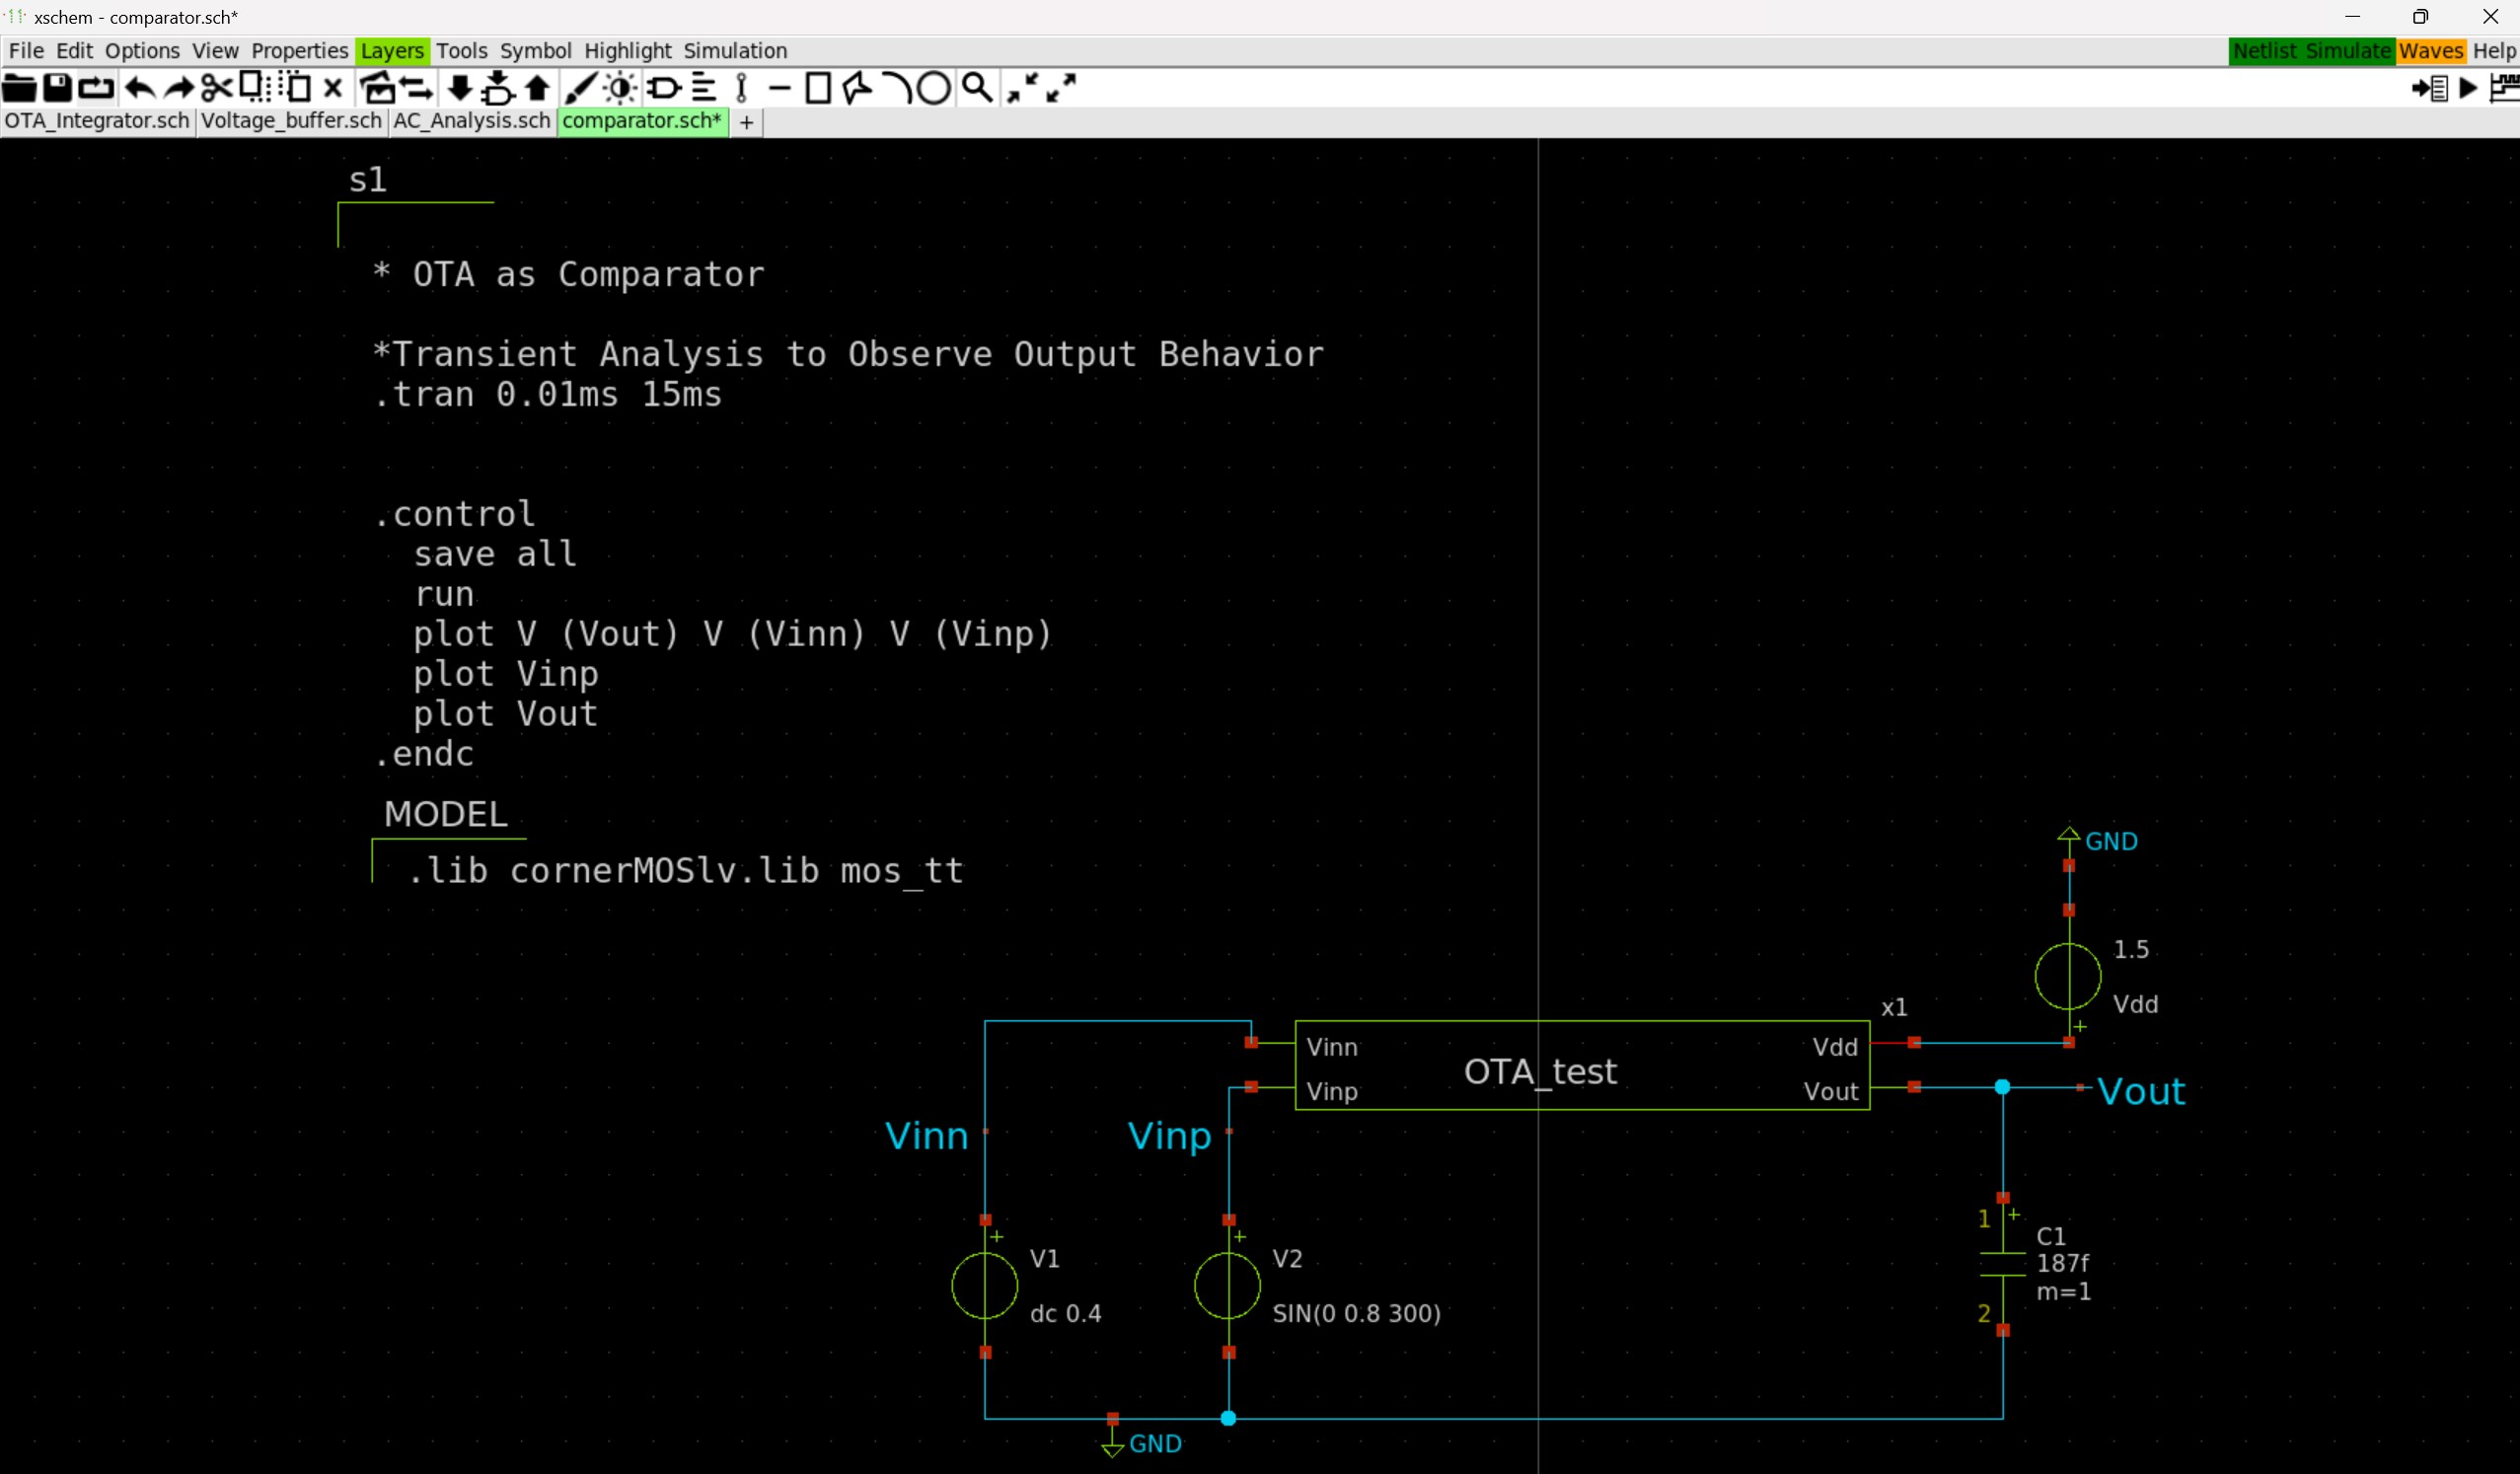 xschem - comparator.sch*
File Edit Options View Properties Layers Tools Symbol Highlight Simulation Netlist Simulate Waves Help
OTA_Integrator.sch Voltage_buffer.sch AC_Analysis.sch comparator.sch* +
s1
* OTA as Comparator
*Transient Analysis to Observe Output Behavior
.tran 0.01ms 15ms
.control
save all
run
plot V (Vout) V (Vinn) V (Vinp)
plot Vinp
plot Vout
.endc
MODEL
.lib cornerMOSlv.lib mos_tt
GND
1.5
Vdd
+
x1
Vinn
Vinp
OTA_test
Vdd
Vout
Vout
Vinn
Vinp
+
V1
dc 0.4
+
V2
SIN(0 0.8 300)
1
+
C1
187f
m=1
2
GND